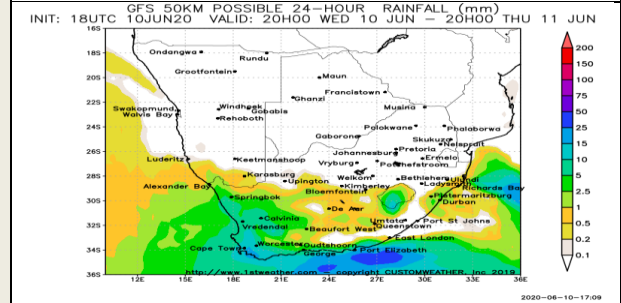 GFS 50KM POSSIBLE 24-HOUR RAINFALL (mm)
INIT: 18UTC 10JUN20 VALID: 20H00 WED 10 JUN - 20H00 THU 11 JUN
16S
Ondangwa
Rundu
18S
Grootfontein
Maun
20S
Ghanzi
Francistown
22S
Swakopmund
Windhoek
Gobabis
Musina
Walvis Bay
Rehoboth
24S
Polokwane
Phalaborwa
Gaborone
Skukuza
Pretoria
Nelspruit
26S
Johannesburg
Luderitz
Keetmanshoop
Vryburg
Potchefstroom
Ermelo
28S
Karasburg
Welkom
Bethlehem
Ulundi
Alexander Bay
Upington
Kimberley
Ladysmith
Richards Bay
Bloemfontein
30S
Springbok
Pietermaritzburg
De Aar
Durban
32S
Calvinia
Umtata
Port St Johns
Vredendal
Beaufort West
Queenstown
East London
34S
Cape Town
Worcester
Oudtshoorn
George
Port Elizabeth
36S
http://www.1stweather.com - copyright CUSTOMWEATHER, Inc 2019
12E 15E 18E 21E 24E 27E 30E 33E 36E
200
150
100
75
50
25
20
15
10
5
2.5
1
0.5
0.2
0.1
2020-06-10-17:09